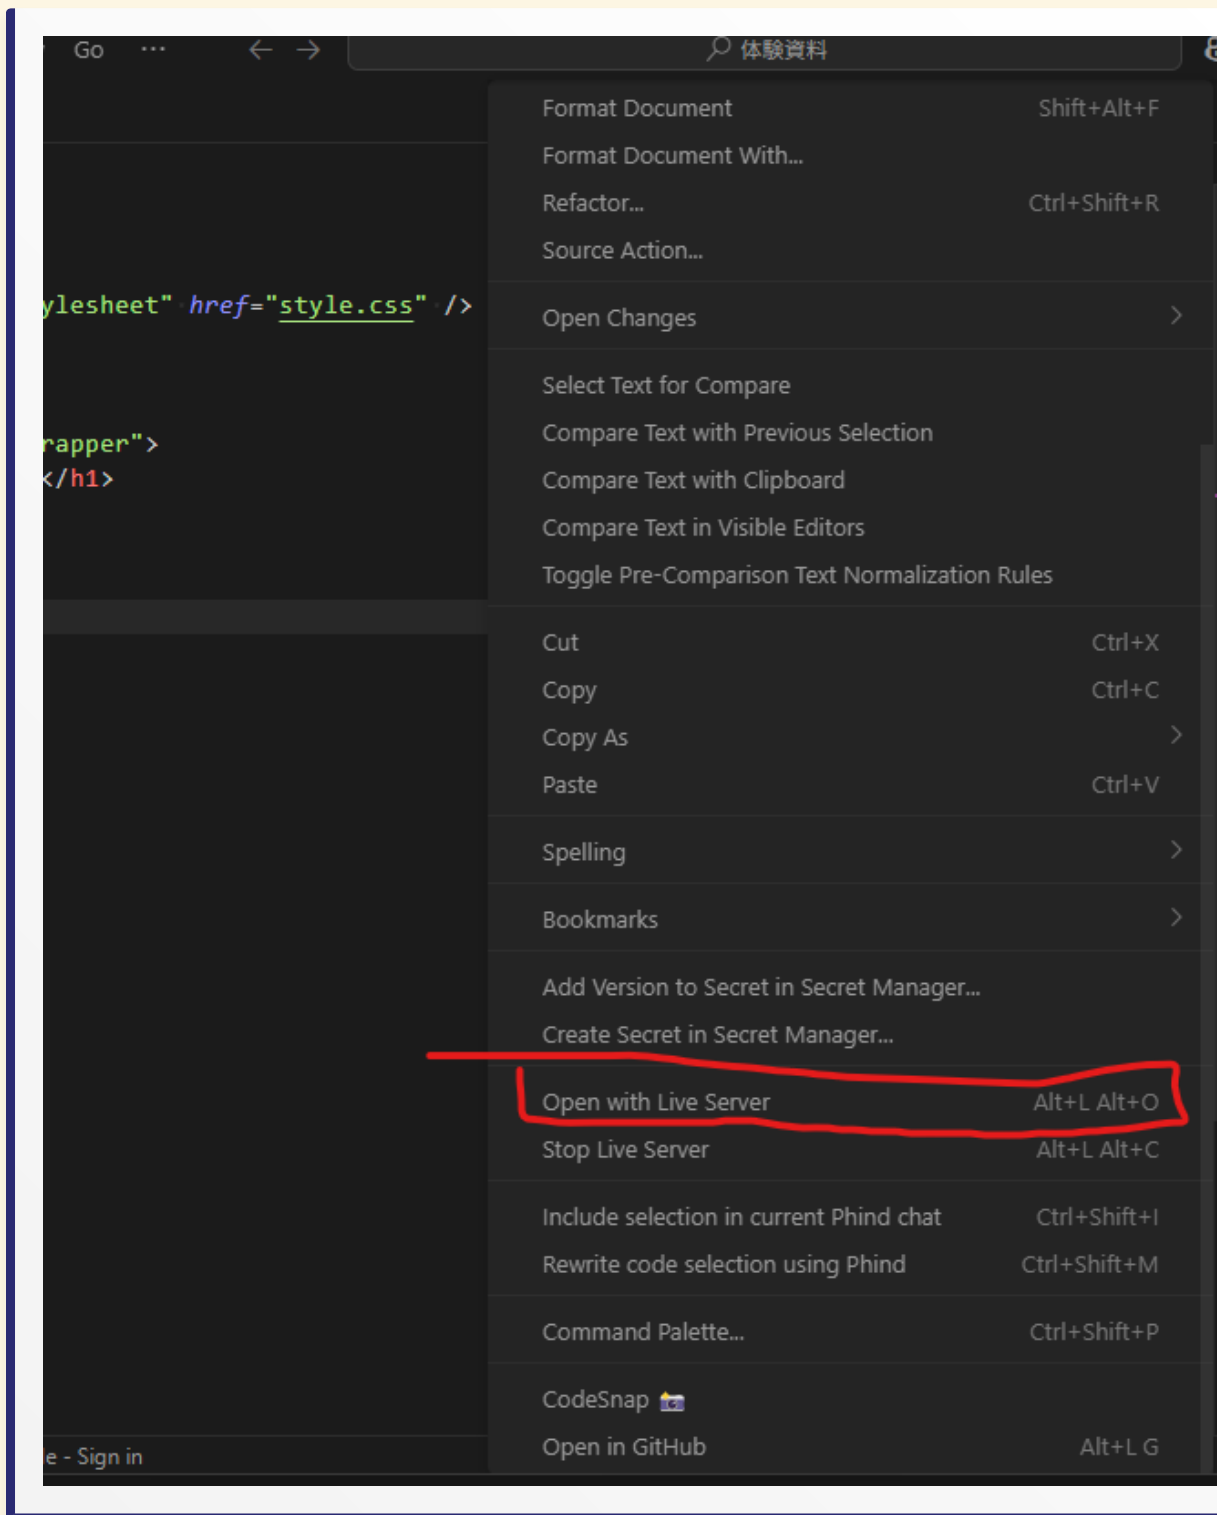 Go ··· ← → 体験資料
Format Document Shift+Alt+F
Format Document With...
Refactor... Ctrl+Shift+R
Source Action...
ylesheet" href="style.css" />
Open Changes
Select Text for Compare
Compare Text with Previous Selection
rapper">
</h1>
Compare Text with Clipboard
Compare Text in Visible Editors
Toggle Pre-Comparison Text Normalization Rules
Cut Ctrl+X
Copy Ctrl+C
Copy As
Paste Ctrl+V
Spelling
Bookmarks
Add Version to Secret in Secret Manager...
Create Secret in Secret Manager...
Open with Live Server Alt+L Alt+O
Stop Live Server Alt+L Alt+C
Include selection in current Phind chat Ctrl+Shift+I
Rewrite code selection using Phind Ctrl+Shift+M
Command Palette... Ctrl+Shift+P
CodeSnap 📸
Open in GitHub Alt+L G
e - Sign in